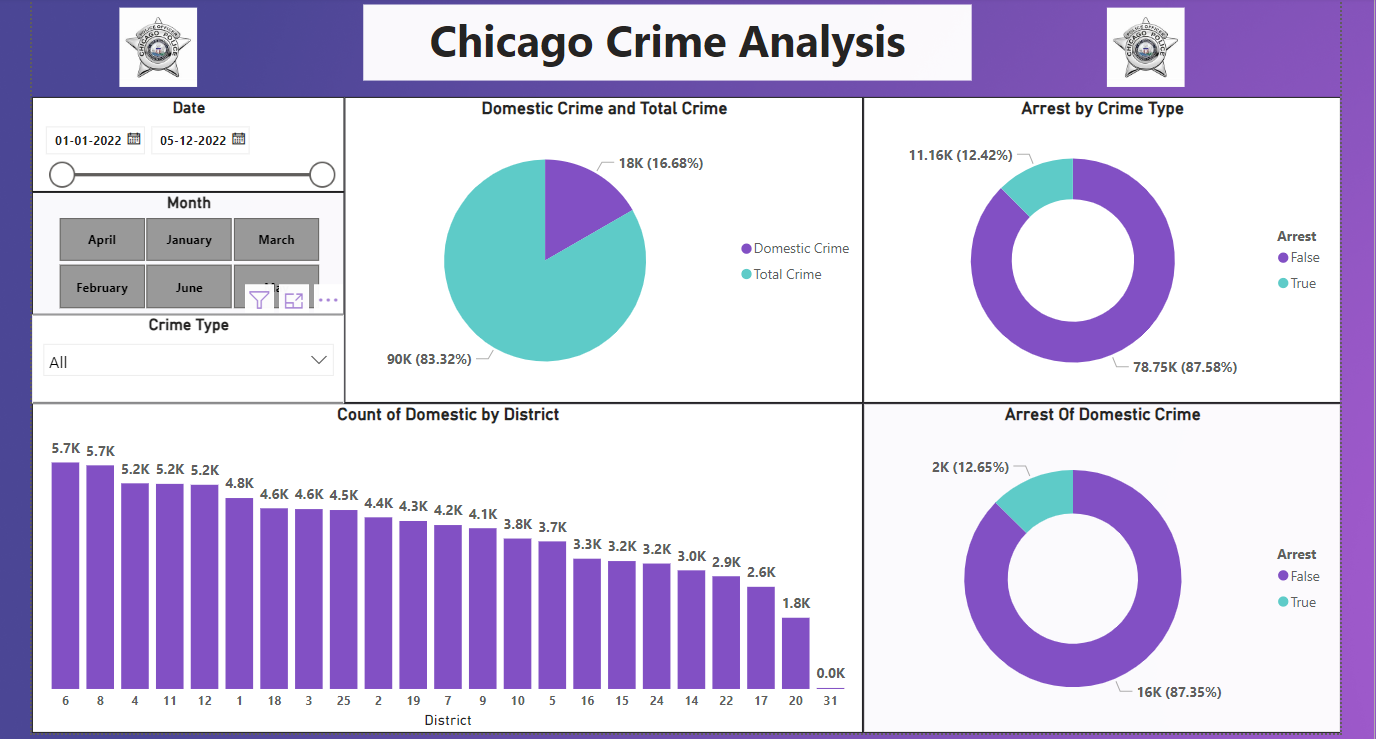 Chicago Crime Analysis
Date
01-01-2022 05-12-2022
Month
April January March
February June
Crime Type
All
Domestic Crime and Total Crime
18K (16.68%)
90K (83.32%)
Domestic Crime
Total Crime
Arrest by Crime Type
11.16K (12.42%)
78.75K (87.58%)
Arrest
False
True
Count of Domestic by District
5.7K 5.7K 5.2K 5.2K 5.2K 4.8K 4.6K 4.6K 4.5K 4.4K 4.3K 4.2K 4.1K 3.8K 3.7K 3.3K 3.2K 3.2K 3.0K 2.9K 2.6K 1.8K 0.0K
6 8 4 11 12 1 18 3 25 2 19 7 9 10 5 16 15 24 14 22 17 20 31
District
Arrest Of Domestic Crime
2K (12.65%)
16K (87.35%)
Arrest
False
True